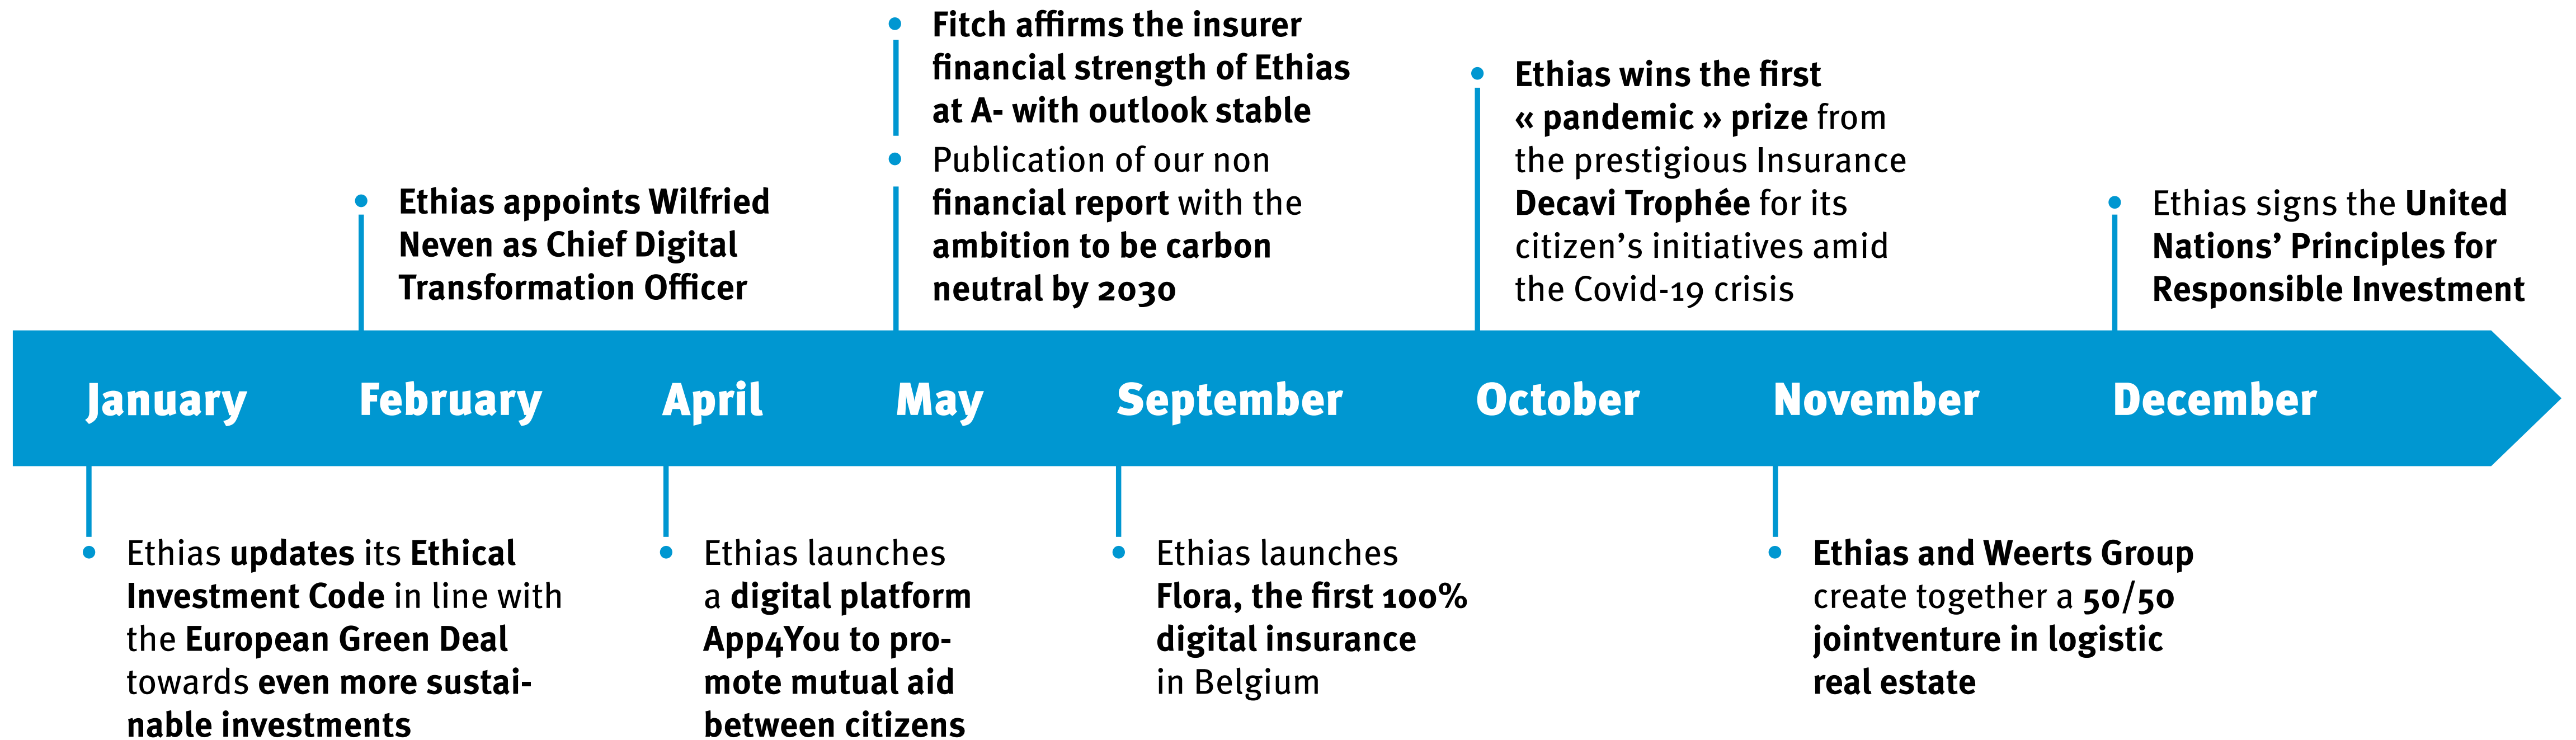 Fitch affirms the insurer
financial strength of Ethias
at A- with outlook stable
Publication of our non
financial report with the
ambition to be carbon
neutral by 2030
Ethias wins the first
« pandemic » prize from
the prestigious Insurance
Decavi Trophée for its
citizen’s initiatives amid
the Covid-19 crisis
Ethias appoints Wilfried
Neven as Chief Digital
Transformation Officer
Ethias signs the United
Nations’ Principles for
Responsible Investment
January February April May September October November December
Ethias updates its Ethical
Investment Code in line with
the European Green Deal
towards even more sustai-
nable investments
Ethias launches
a digital platform
App4You to pro-
mote mutual aid
between citizens
Ethias launches
Flora, the first 100%
digital insurance
in Belgium
Ethias and Weerts Group
create together a 50/50
jointventure in logistic
real estate